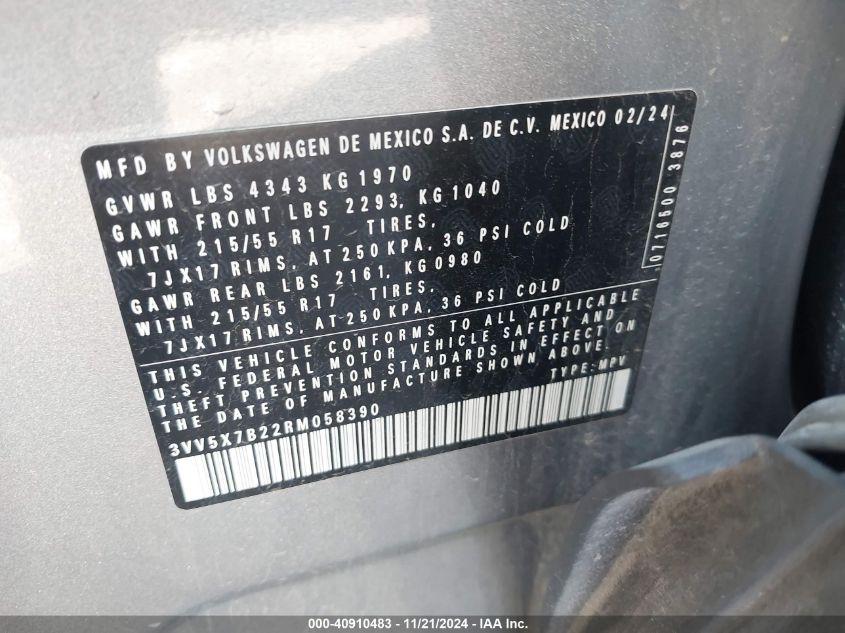 MFD BY VOLKSWAGEN DE MEXICO S.A. DE C.V. MEXICO 02/24
GVWR LBS 4343 KG 1970
GAWR FRONT LBS 2293, KG 1040
WITH 215/55 R17 TIRES,
7JX17 RIMS, AT 250 KPA, 36 PSI COLD
GAWR REAR LBS 2161, KG0980
WITH 215/55 R17 TIRES,
7JX17 RIMS, AT 250 KPA, 36 PSI COLD
THIS VEHICLE CONFORMS TO ALL APPLICABLE
U.S. FEDERAL MOTOR VEHICLE SAFETY AND
THEFT PREVENTION STANDARDS IN EFFECT ON
THE DATE OF MANUFACTURE SHOWN ABOVE.
TYPE: MPV
3VV5X7B22RM058390
0716500 3876
000-40910483 - 11/21/2024 - IAA Inc.